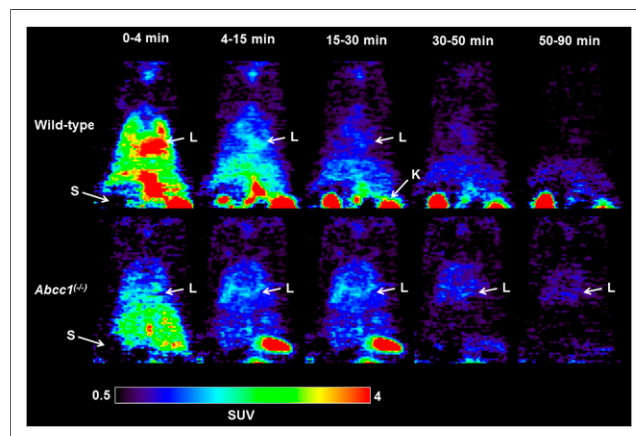 0-4 min 4-15 min 15-30 min 30-50 min 50-90 min
Wild-type L L L
S K
Abcc1(-/-) L L L L L
S
0.5 4
SUV